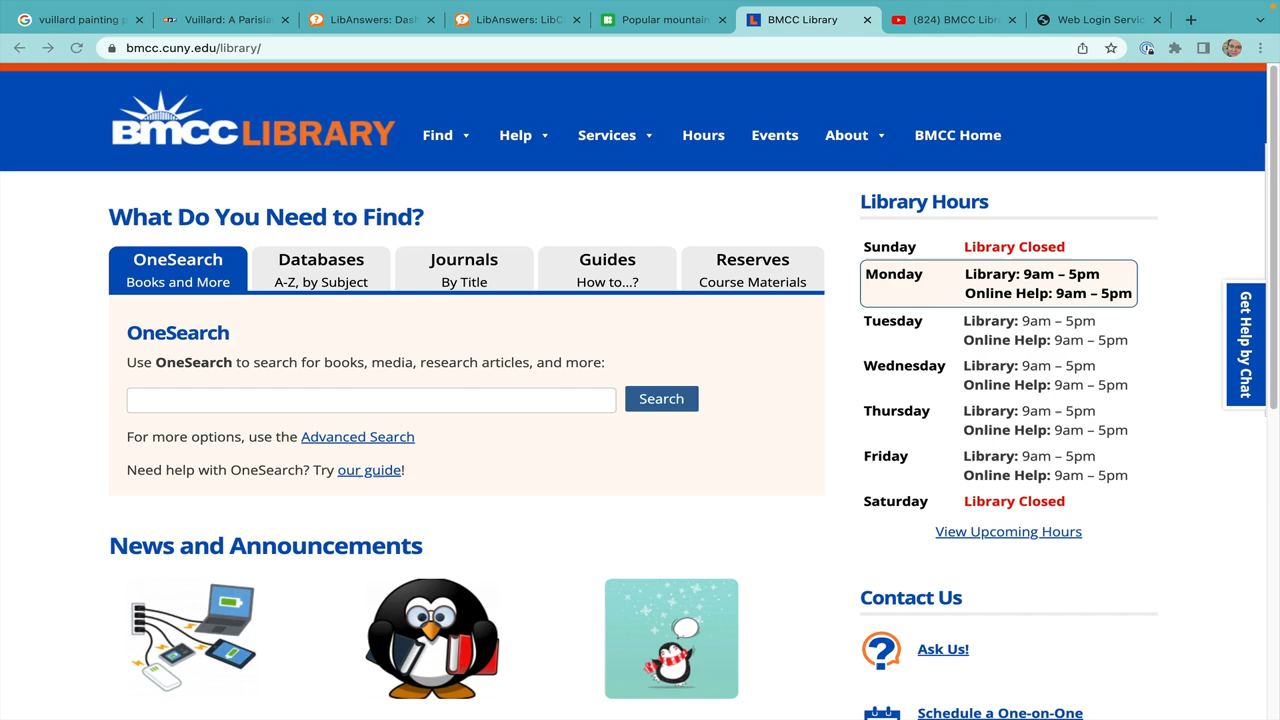 vuillard painting p
Vuillard: A Parisia
LibAnswers: Dash
LibAnswers: LibC
Popular mountain
BMCC Library
(824) BMCC Libra
Web Login Servic
bmcc.cuny.edu/library/
BMCC LIBRARY
Find
Help
Services
Hours
Events
About
BMCC Home
What Do You Need to Find?
OneSearch
Books and More
Databases
A-Z, by Subject
Journals
By Title
Guides
How to...?
Reserves
Course Materials
OneSearch
Use OneSearch to search for books, media, research articles, and more:
Search
For more options, use the Advanced Search
Need help with OneSearch? Try our guide!
News and Announcements
Library Hours
Sunday Library Closed
Monday Library: 9am – 5pm
Online Help: 9am – 5pm
Tuesday Library: 9am – 5pm
Online Help: 9am – 5pm
Wednesday Library: 9am – 5pm
Online Help: 9am – 5pm
Thursday Library: 9am – 5pm
Online Help: 9am – 5pm
Friday Library: 9am – 5pm
Online Help: 9am – 5pm
Saturday Library Closed
View Upcoming Hours
Contact Us
Ask Us!
Schedule a One-on-One
Get Help by Chat